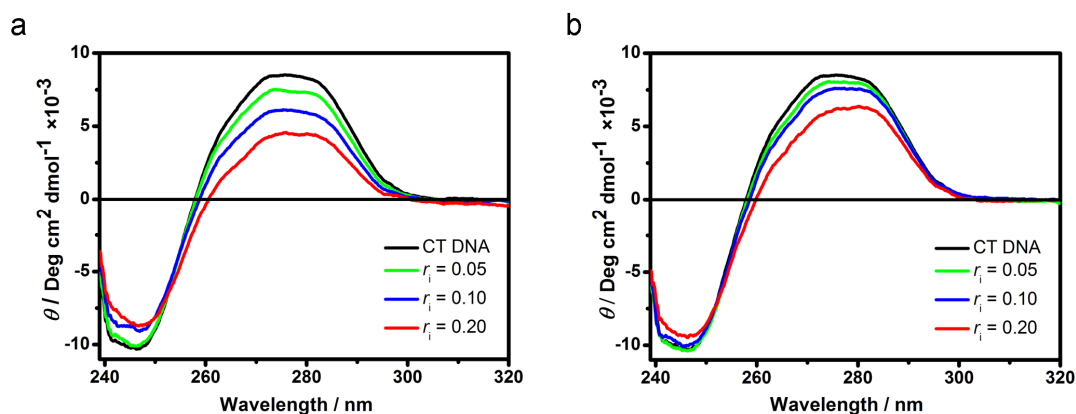 a
10
5
0
-5
-10
θ / Deg cm² dmol⁻¹ ×10⁻³
CT DNA
rᵢ = 0.05
rᵢ = 0.10
rᵢ = 0.20
240 260 280 300 320
Wavelength / nm
b
10
5
0
-5
-10
θ / Deg cm² dmol⁻¹ ×10⁻³
CT DNA
rᵢ = 0.05
rᵢ = 0.10
rᵢ = 0.20
240 260 280 300 320
Wavelength / nm